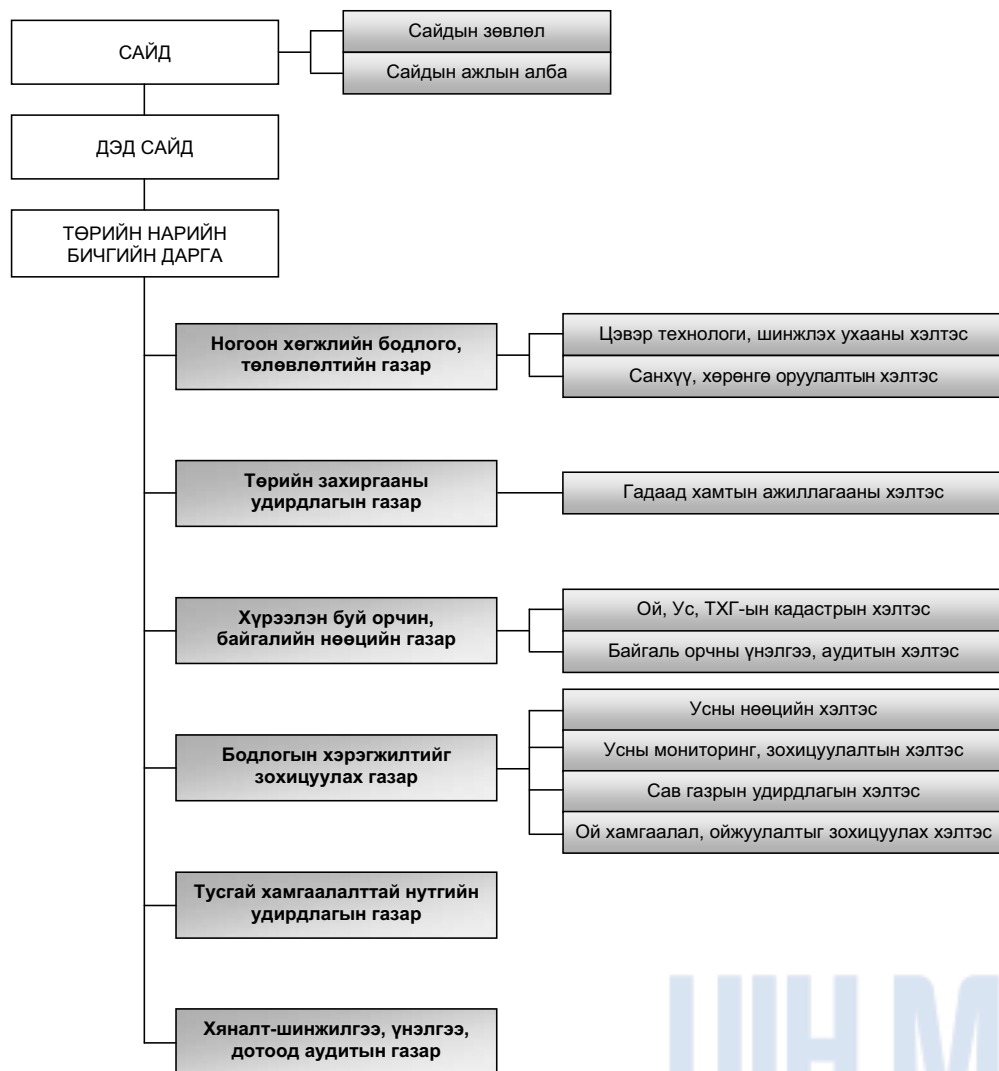 САЙД
Сайдын зөвлөл
Сайдын ажлын алба
ДЭД САЙД
ТӨРИЙН НАРИЙН
БИЧГИЙН ДАРГА
Ногоон хөгжлийн бодлого,
төлөвлөлтийн газар
Цэвэр технологи, шинжлэх ухааны хэлтэс
Санхүү, хөрөнгө оруулалтын хэлтэс
Төрийн захиргааны
удирдлагын газар
Гадаад хамтын ажиллагааны хэлтэс
Хүрээлэн буй орчин,
байгалийн нөөцийн газар
Ой, Ус, ТХГ-ын кадастрын хэлтэс
Байгаль орчны үнэлгээ, аудитын хэлтэс
Бодлогын хэрэгжилтийг
зохицуулах газар
Усны нөөцийн хэлтэс
Усны мониторинг, зохицуулалтын хэлтэс
Сав газрын удирдлагын хэлтэс
Ой хамгаалал, ойжуулалтыг зохицуулах хэлтэс
Тусгай хамгаалалттай нутгийн
удирдлагын газар
Хяналт-шинжилгээ, үнэлгээ,
дотоод аудитын газар